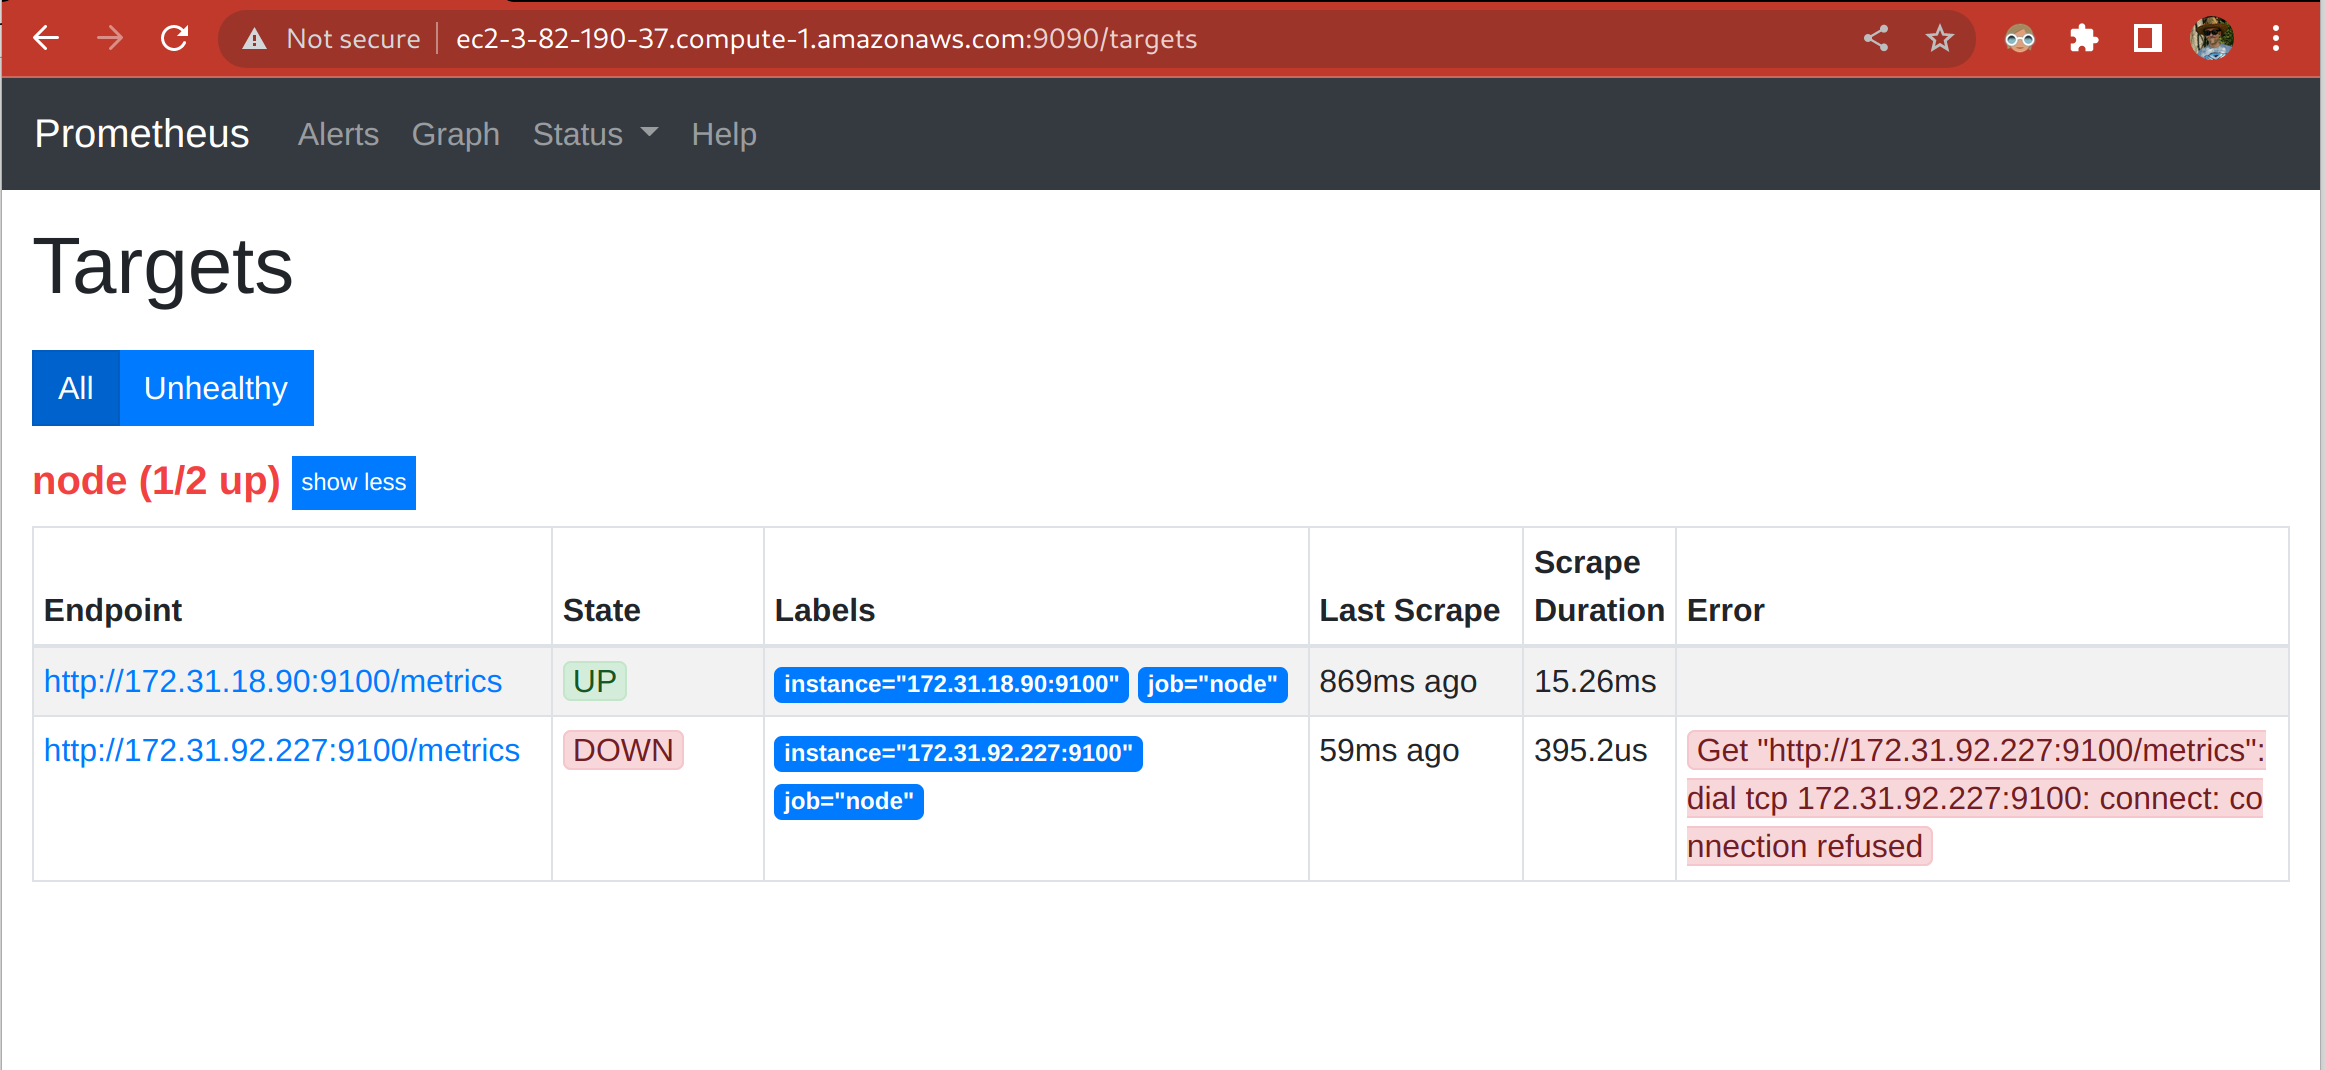 Not secure ec2-3-82-190-37.compute-1.amazonaws.com:9090/targets
Prometheus Alerts Graph Status Help
Targets
All Unhealthy
node (1/2 up) show less
Endpoint State Labels Last Scrape Scrape Duration Error
http://172.31.18.90:9100/metrics UP instance="172.31.18.90:9100" job="node" 869ms ago 15.26ms
http://172.31.92.227:9100/metrics DOWN instance="172.31.92.227:9100" 59ms ago 395.2us Get "http://172.31.92.227:9100/metrics":
job="node" dial tcp 172.31.92.227:9100: connect: co
nnection refused